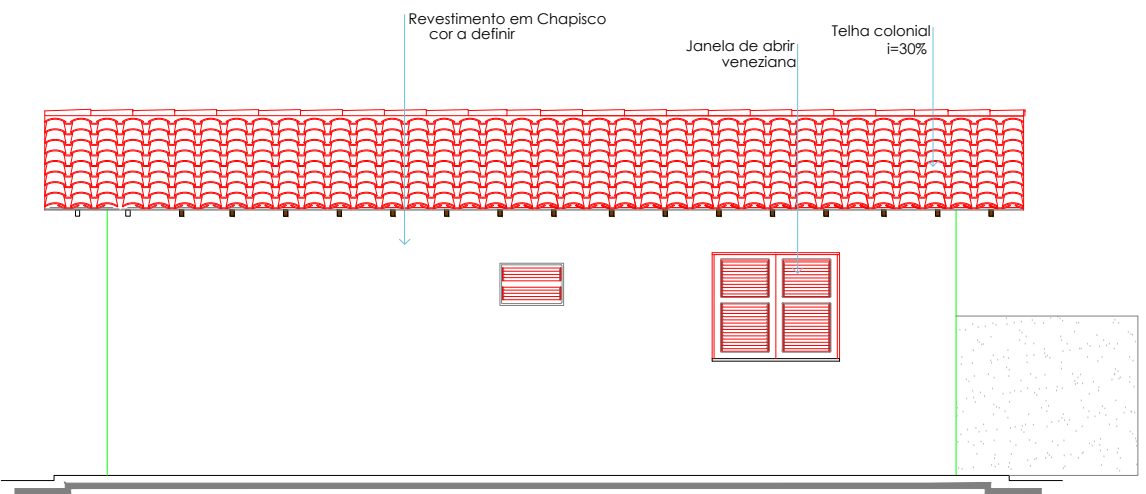 Revestimento em Chapisco
cor a definir
Janela de abrir
veneziana
Telha colonial
i=30%